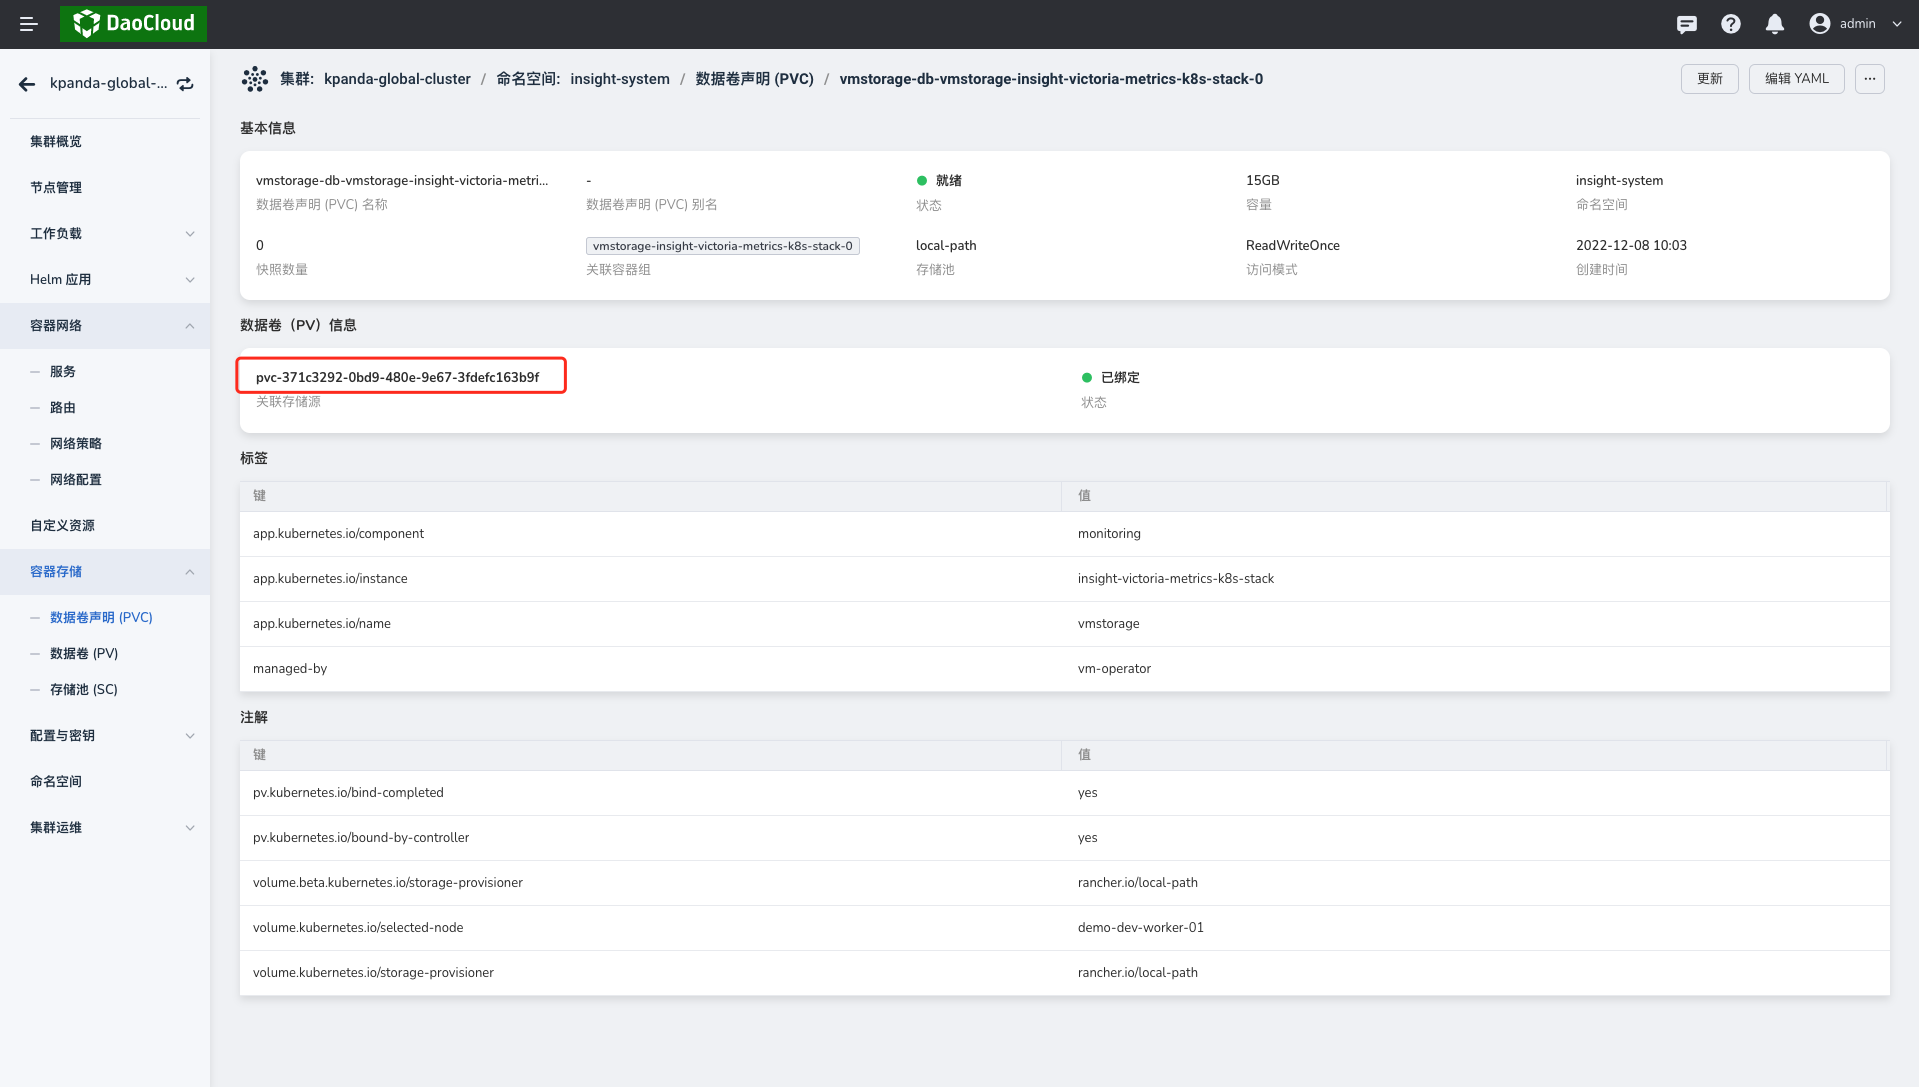 DaoCloud
admin
kpanda-global-...
集群概览
节点管理
工作负载
Helm 应用
容器网络
服务
路由
网络策略
网络配置
自定义资源
容器存储
数据卷声明 (PVC)
数据卷 (PV)
存储池 (SC)
配置与密钥
命名空间
集群运维
集群: kpanda-global-cluster / 命名空间: insight-system / 数据卷声明 (PVC) / vmstorage-db-vmstorage-insight-victoria-metrics-k8s-stack-0
更新 编辑 YAML
基本信息
vmstorage-db-vmstorage-insight-victoria-metri... - 就绪 15GB insight-system
数据卷声明 (PVC) 名称 数据卷声明 (PVC) 别名 状态 容量 命名空间
0 vmstorage-insight-victoria-metrics-k8s-stack-0 local-path ReadWriteOnce 2022-12-08 10:03
快照数量 关联容器组 存储池 访问模式 创建时间
数据卷（PV）信息
pvc-371c3292-0bd9-480e-9e67-3fdefc163b9f 已绑定
关联存储源 状态
标签
键 值
app.kubernetes.io/component monitoring
app.kubernetes.io/instance insight-victoria-metrics-k8s-stack
app.kubernetes.io/name vmstorage
managed-by vm-operator
注解
键 值
pv.kubernetes.io/bind-completed yes
pv.kubernetes.io/bound-by-controller yes
volume.beta.kubernetes.io/storage-provisioner rancher.io/local-path
volume.kubernetes.io/selected-node demo-dev-worker-01
volume.kubernetes.io/storage-provisioner rancher.io/local-path